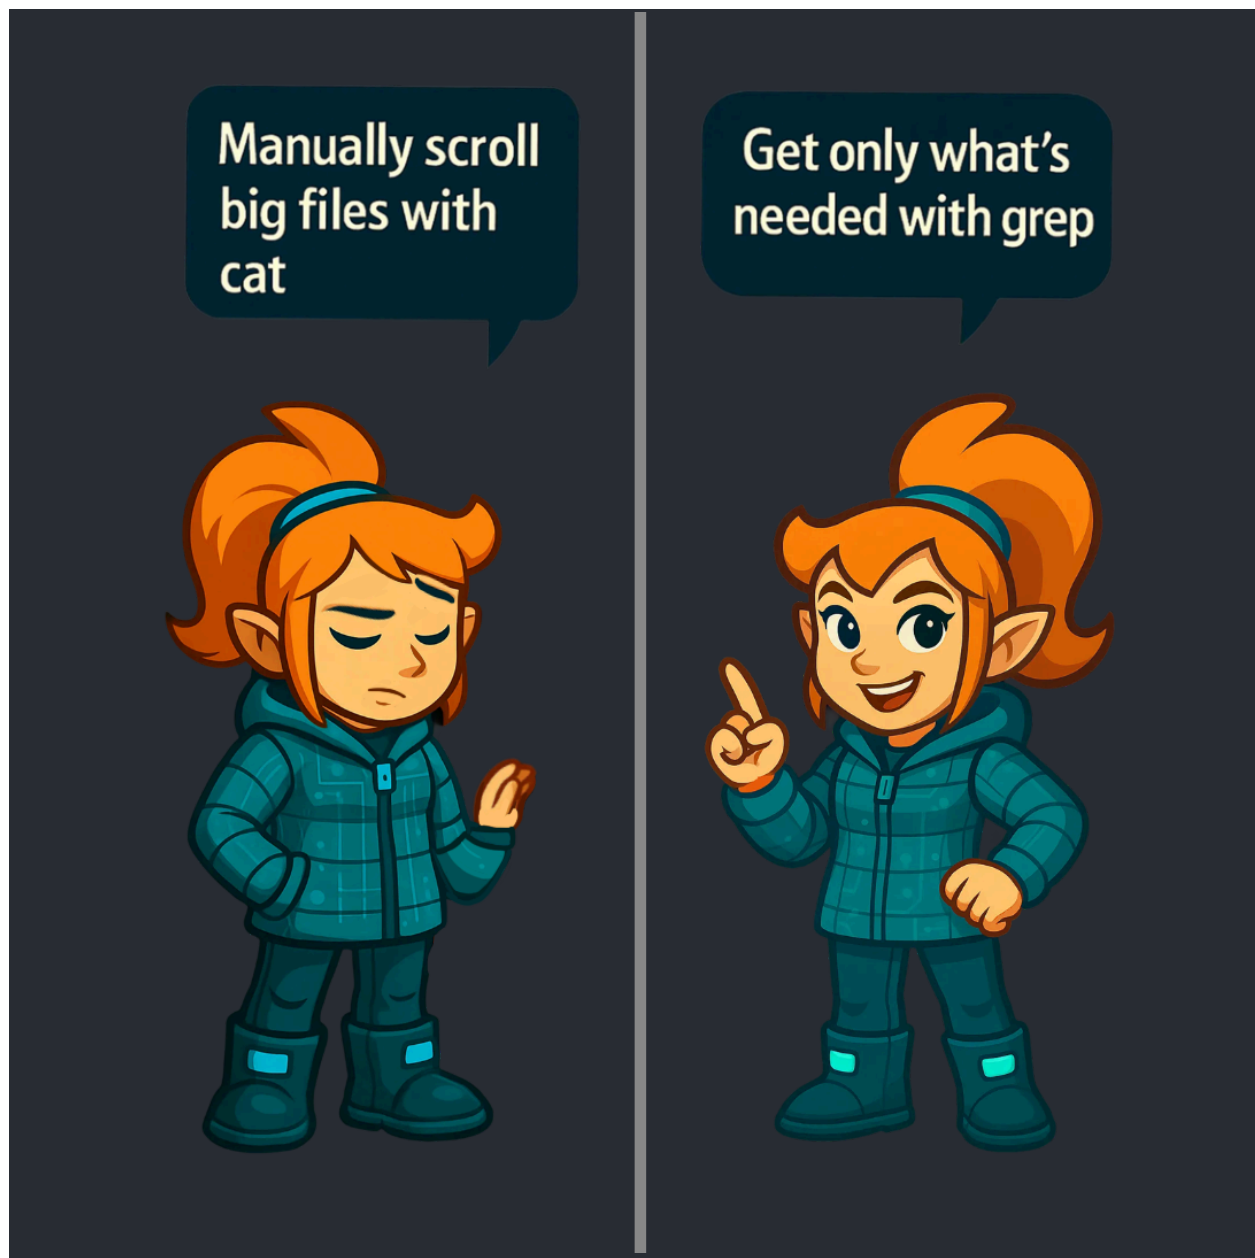 Manually scroll
big files with
cat
Get only what's
needed with grep